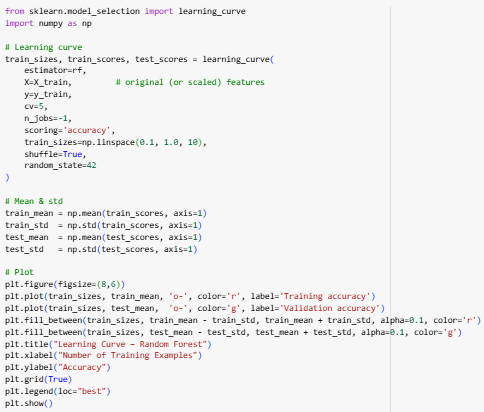 from sklearn.model_selection import learning_curve
import numpy as np
# Learning curve
train_sizes, train_scores, test_scores = learning_curve(
    estimator=rf,
    X=X_train,          # original (or scaled) features
    y=y_train,
    cv=5,
    n_jobs=-1,
    scoring='accuracy',
    train_sizes=np.linspace(0.1, 1.0, 10),
    shuffle=True,
    random_state=42
)
# Mean & std
train_mean = np.mean(train_scores, axis=1)
train_std  = np.std(train_scores, axis=1)
test_mean  = np.mean(test_scores, axis=1)
test_std   = np.std(test_scores, axis=1)
# Plot
plt.figure(figsize=(8,6))
plt.plot(train_sizes, train_mean, 'o-', color='r', label='Training accuracy')
plt.plot(train_sizes, test_mean,  'o-', color='g', label='Validation accuracy')
plt.fill_between(train_sizes, train_mean - train_std, train_mean + train_std, alpha=0.1, color='r')
plt.fill_between(train_sizes, test_mean - test_std, test_mean + test_std, alpha=0.1, color='g')
plt.title("Learning Curve – Random Forest")
plt.xlabel("Number of Training Examples")
plt.ylabel("Accuracy")
plt.grid(True)
plt.legend(loc="best")
plt.show()